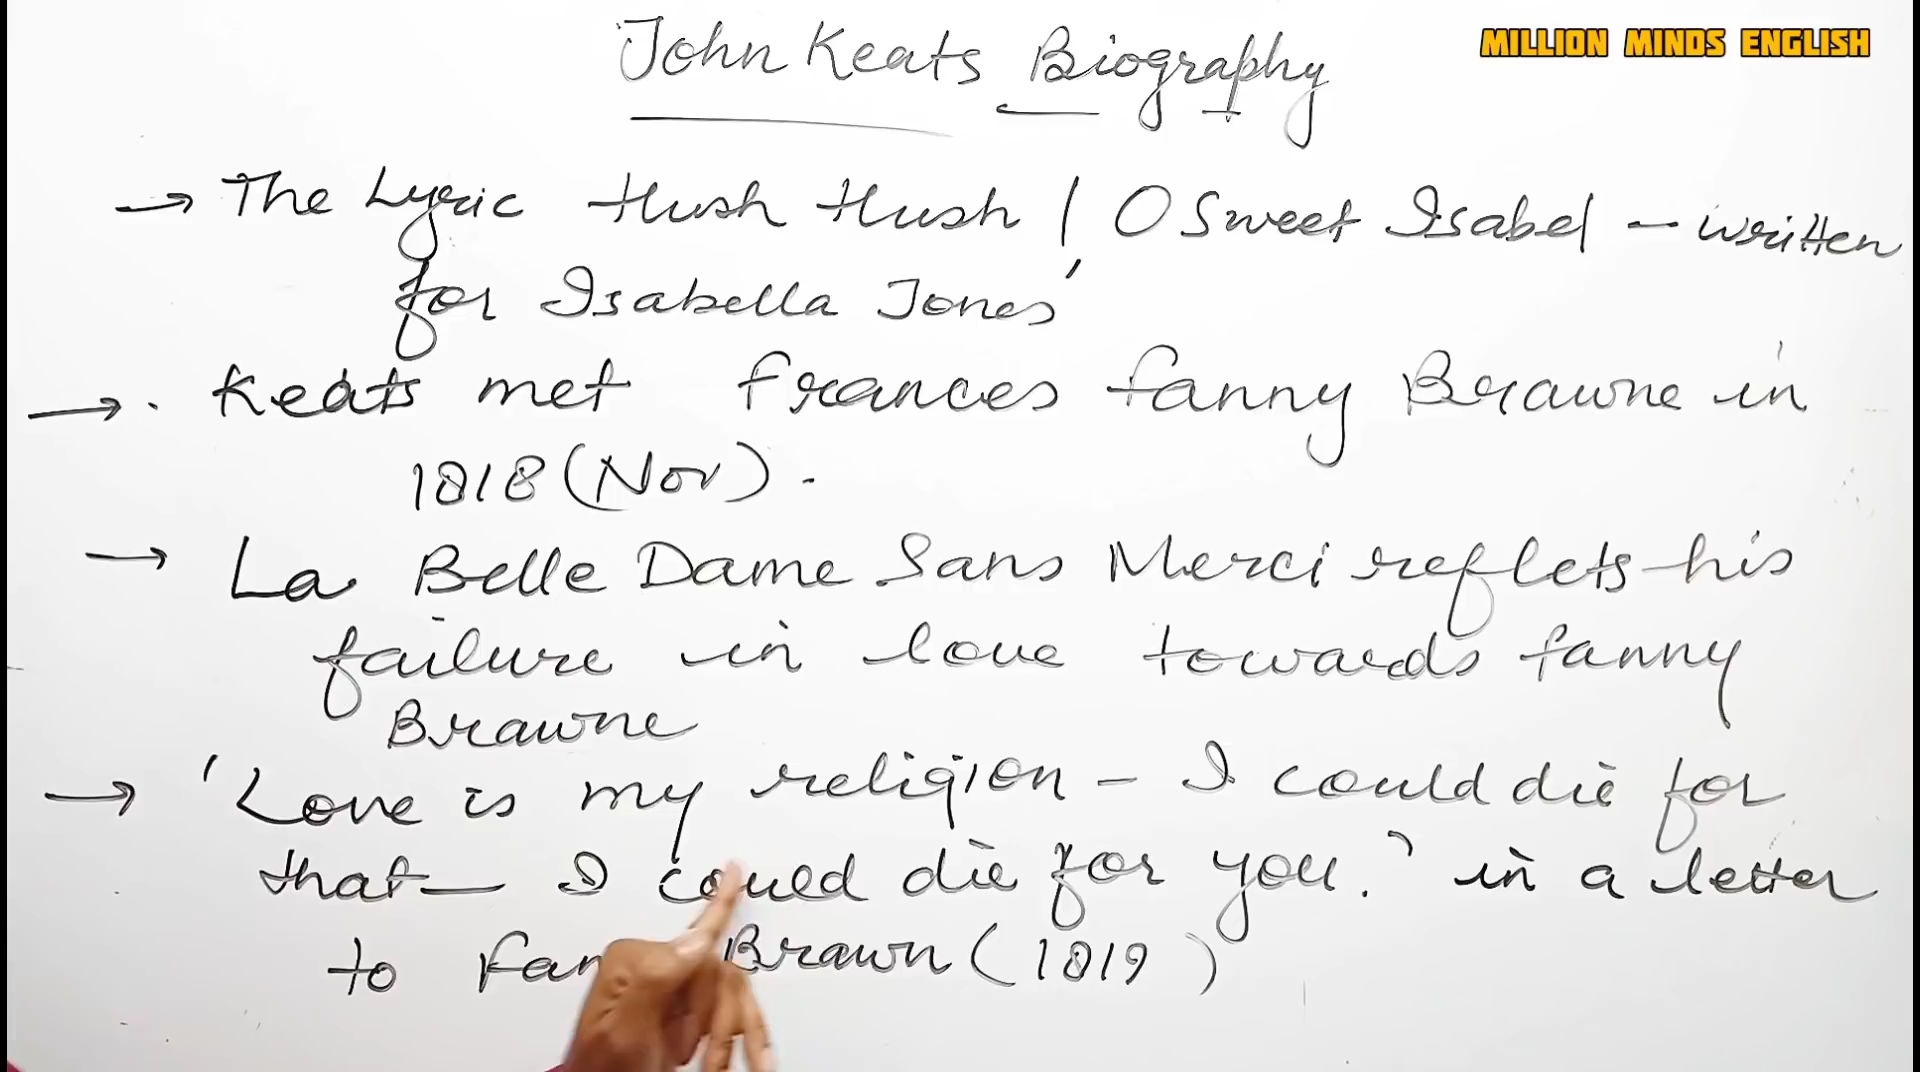 John Keats Biography
MILLION MINDS ENGLISH
→ The Lyric Hush Hush / O Sweet Isabel - written
for Isabella Jones'
→ . Keats met Frances Fanny Brawne in
1818 (Nov).
→ La Belle Dame Sans Merci reflets his
failure in love towards Fanny
Brawne
→ 'Love is my religion - I could die for
that - I could die for you.' in a letter
to Brawn (1819)